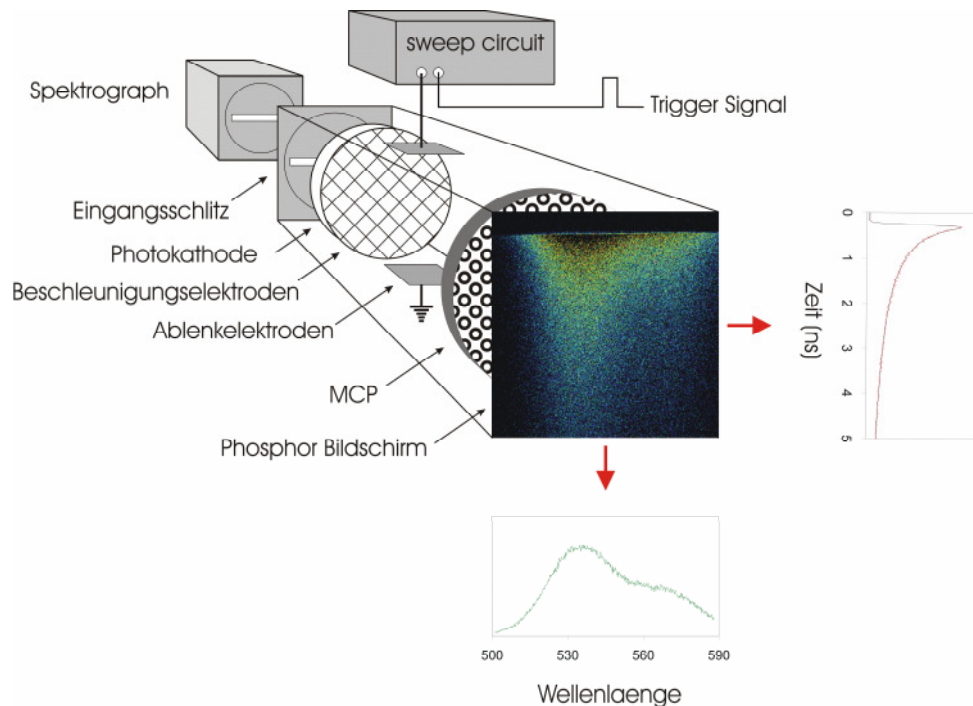 sweep circuit
Spektrograph
Trigger Signal
Eingangsschlitz
Photokathode
Beschleunigungselektroden
Ablenkelektroden
MCP
Phosphor Bildschirm
0
1
2
3
4
5
Zeit (ns)
500 530 560 590
Wellenlaenge